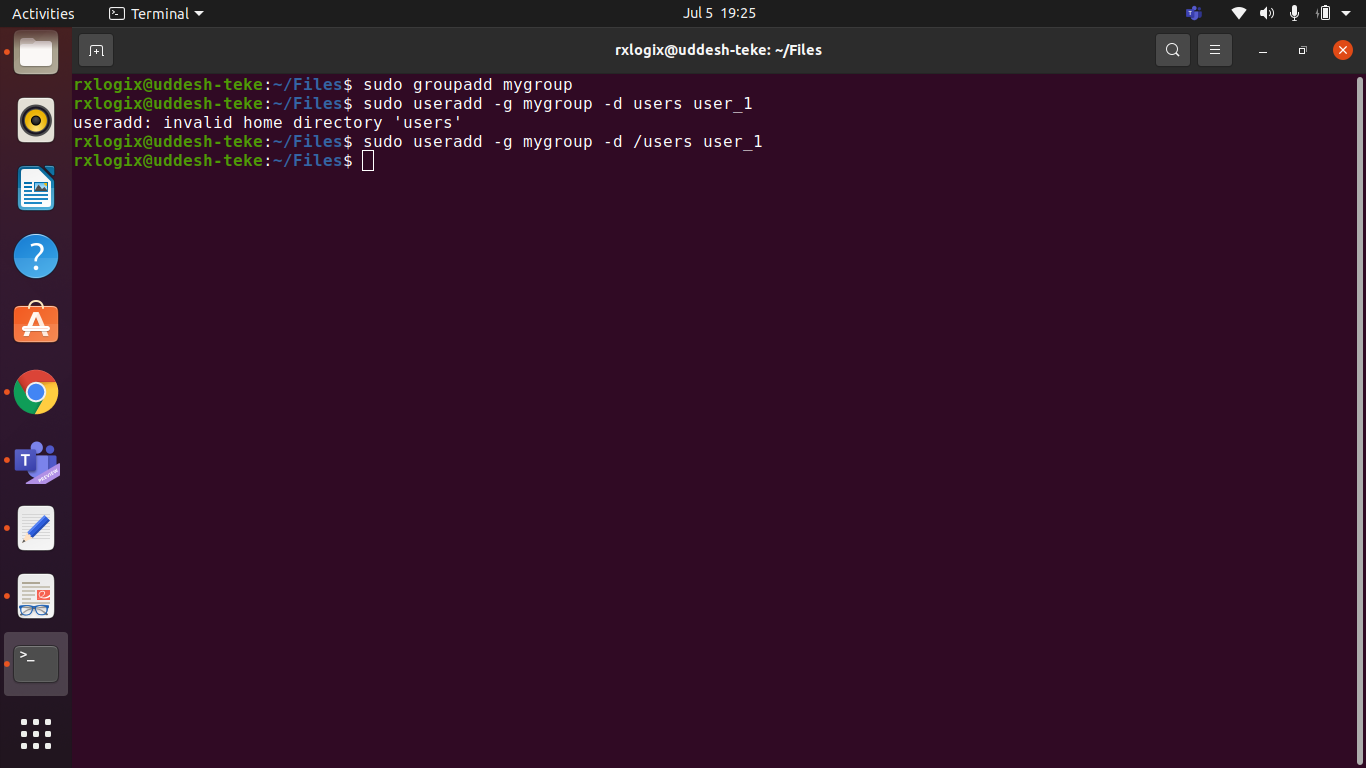 Activities
Terminal
Jul 5 19:25
rxlogix@uddesh-teke: ~/Files
rxlogix@uddesh-teke:~/Files$ sudo groupadd mygroup
rxlogix@uddesh-teke:~/Files$ sudo useradd -g mygroup -d users user_1
useradd: invalid home directory 'users'
rxlogix@uddesh-teke:~/Files$ sudo useradd -g mygroup -d /users user_1
rxlogix@uddesh-teke:~/Files$
T
PREVIEW
>_